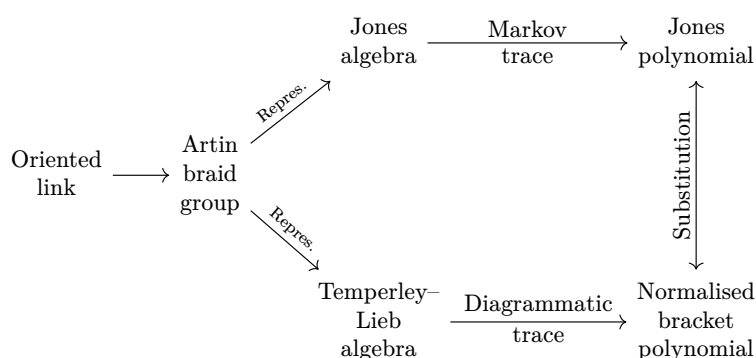 Jones
algebra
Markov
trace
Jones
polynomial
Repres.
Oriented
link
Artin
braid
group
Substitution
Repres.
Temperley–
Lieb
algebra
Diagrammatic
trace
Normalised
bracket
polynomial